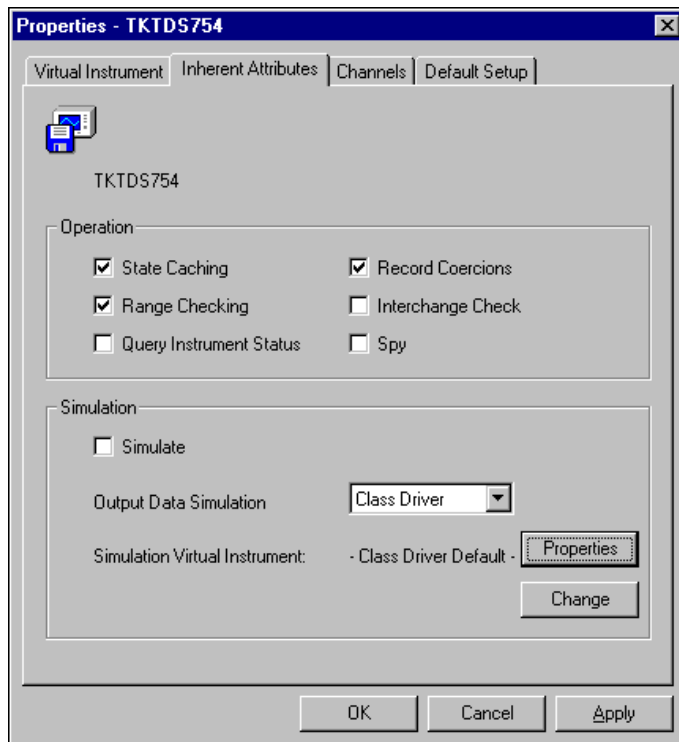 Properties - TKTDS754
Virtual Instrument
Inherent Attributes
Channels
Default Setup
TKTDS754
Operation
State Caching
Record Coercions
Range Checking
Interchange Check
Query Instrument Status
Spy
Simulation
Simulate
Output Data Simulation
Class Driver
Simulation Virtual Instrument:
- Class Driver Default -
Properties
Change
OK
Cancel
Apply